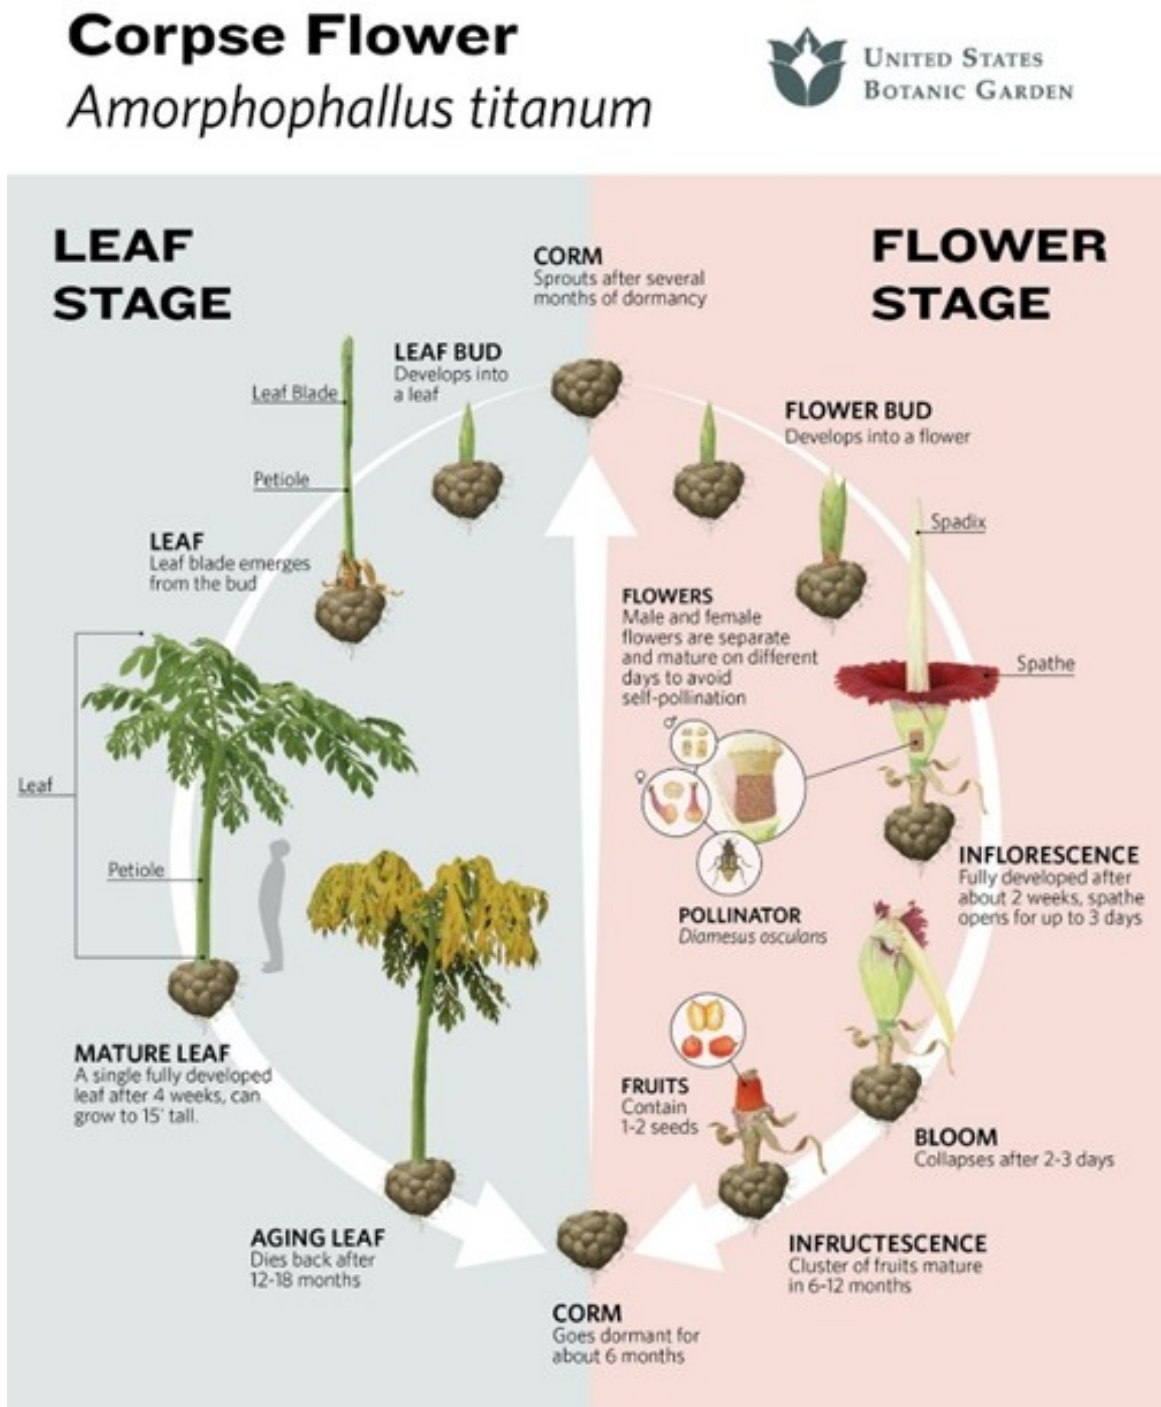 Corpse Flower
Amorphophallus titanum
UNITED STATES
BOTANIC GARDEN
LEAF
STAGE
FLOWER
STAGE
CORM
Sprouts after several
months of dormancy
LEAF BUD
Develops into
a leaf
Leaf Blade
Petiole
LEAF
Leaf blade emerges
from the bud
Leaf
Petiole
MATURE LEAF
A single fully developed
leaf after 4 weeks, can
grow to 15' tall.
AGING LEAF
Dies back after
12-18 months
FLOWER BUD
Develops into a flower
Spadix
Spathe
FLOWERS
Male and female
flowers are separate
and mature on different
days to avoid
self-pollination
♂
♀
POLLINATOR
Diamesus osculans
INFLORESCENCE
Fully developed after
about 2 weeks, spathe
opens for up to 3 days
BLOOM
Collapses after 2-3 days
FRUITS
Contain
1-2 seeds
INFRUCTESCENCE
Cluster of fruits mature
in 6-12 months
CORM
Goes dormant for
about 6 months